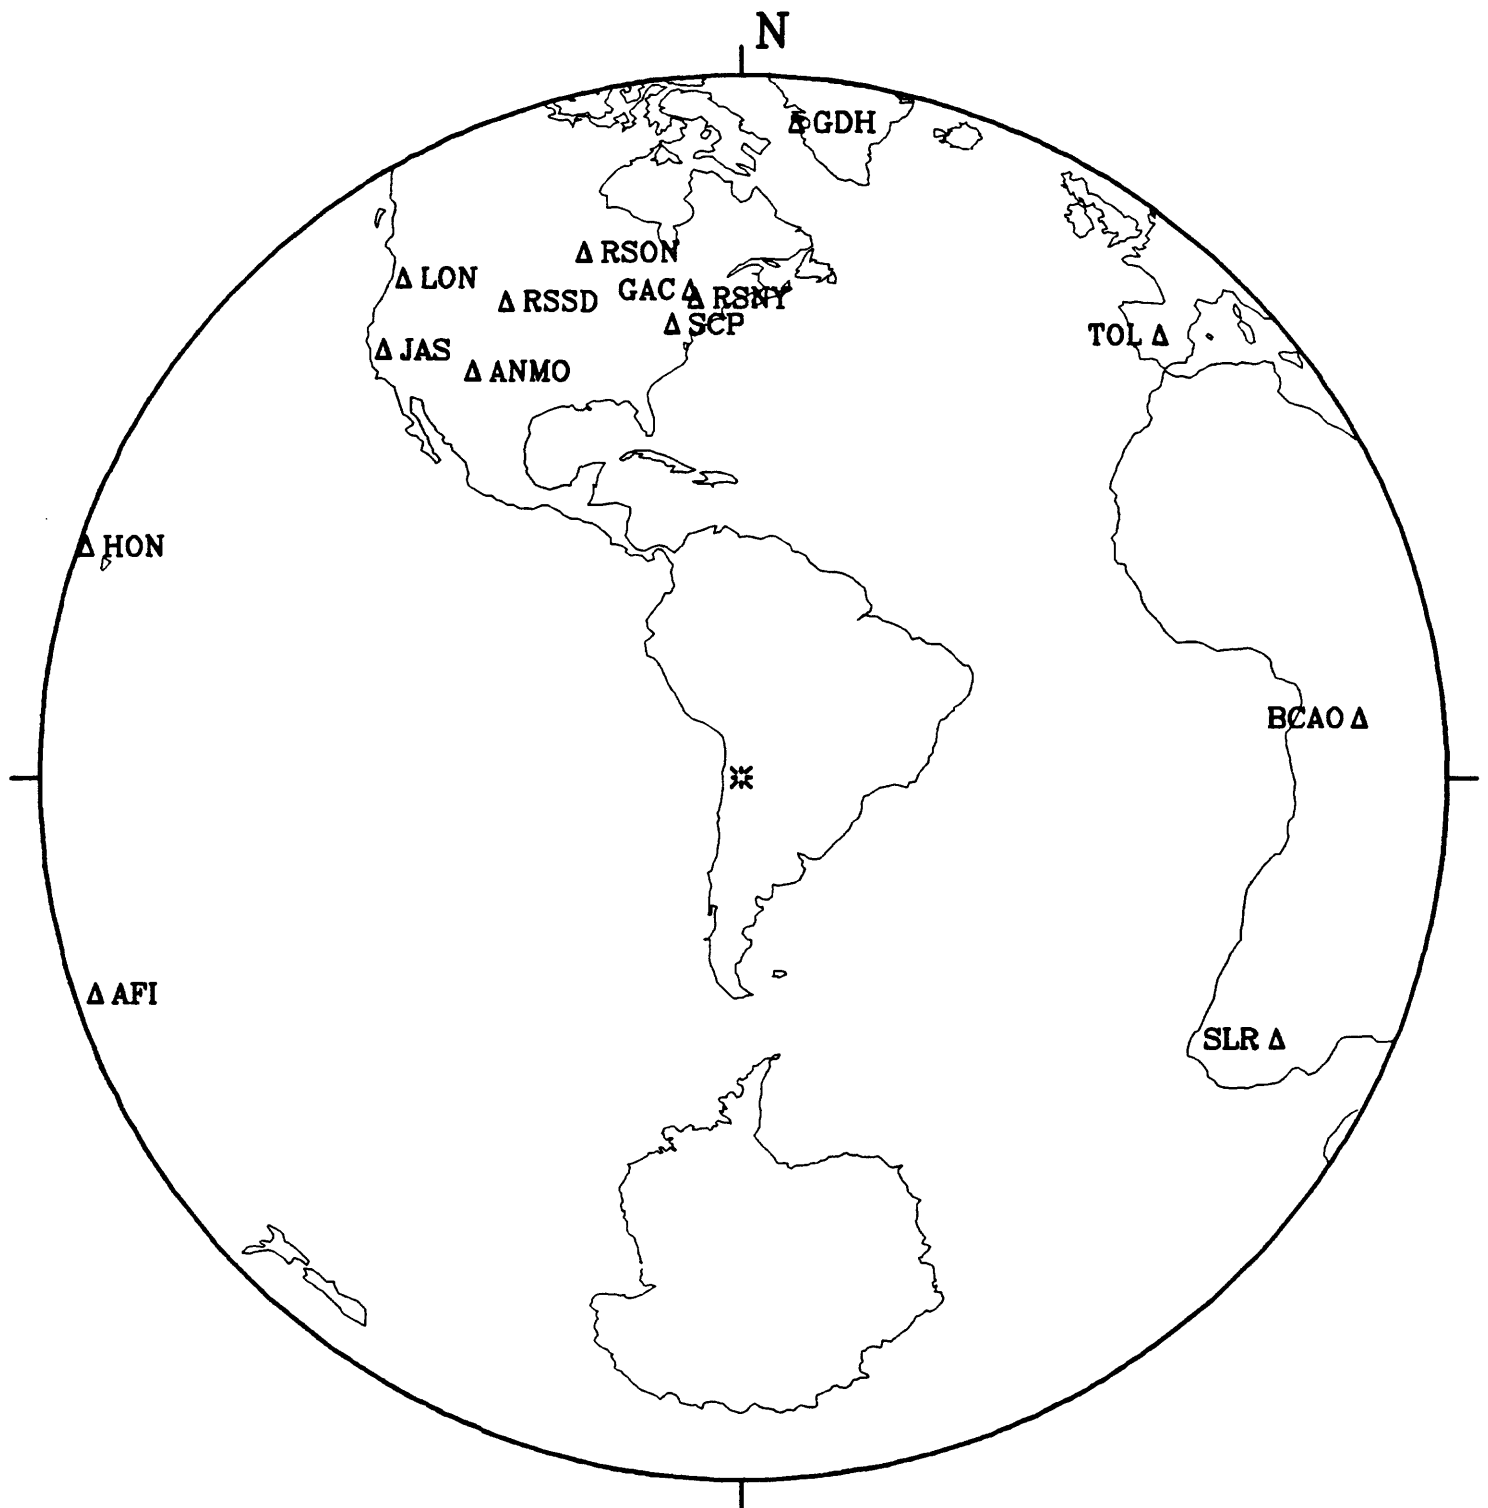 N
GDH
RSON
LON
GAC
RSSD
RSNY
SCP
TOL
JAS
ANMO
HON
BCAO
AFI
SLR